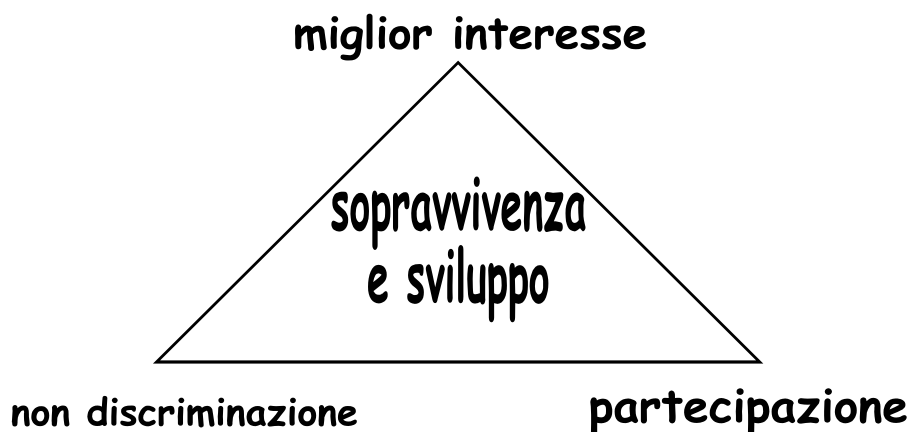 miglior interesse
sopravvivenza
e sviluppo
non discriminazione
partecipazione